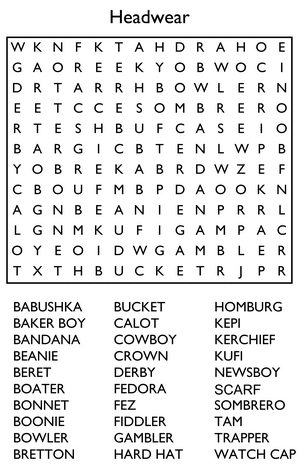 Headwear
W K N F K T A H D R A H O E
G A O R E E K Y O B W O C I
D R T A R R H B O W L E R N
E E T C C E S O M B R E R O
R T E S H B U F C A S E I O
B A R G I C B T E N L W P B
Y O B R E K A B R D W Z E F
C B O U F M B P D A O O K N
A G N B E A N I E N P R R L
L G N M K U F I G A M P A C
O Y E O I D W G A M B L E R
T X T H B U C K E T R J P R
BABUSHKA BUCKET HOMBURG
BAKER BOY CALOT KEPI
BANDANA COWBOY KERCHIEF
BEANIE CROWN KUFI
BERET DERBY NEWSBOY
BOATER FEDORA SCARF
BONNET FEZ SOMBRERO
BOONIE FIDDLER TAM
BOWLER GAMBLER TRAPPER
BRETTON HARD HAT WATCH CAP